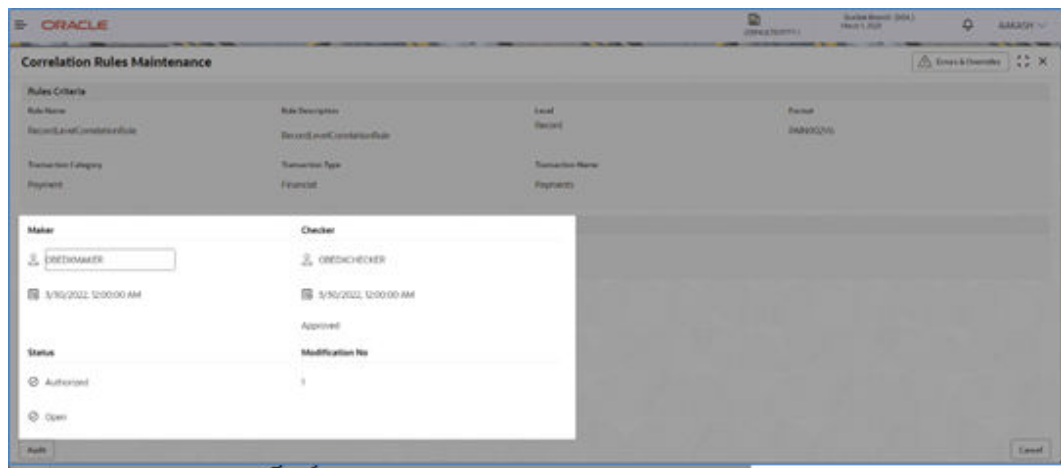 ORACLE
AAKASH
Correlation Rules Maintenance
Errors & Overrides
Rules Criteria
Rule Name Rule Description Level Format
RecordLevelCorrelationRule RecordLevelCorrelationRule Record
Transaction Category Transaction Type Transaction Name
Payment Financial Payments
Maker Checker
OBEDXMAKER OBEDXCHECKER
3/30/2022, 12:00:00 AM 3/30/2022, 12:00:00 AM
Approved
Status Modification No
Authorized 1
Open
Audit Cancel